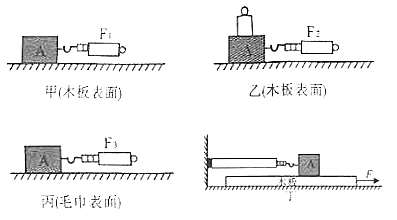 A F₁
甲(木板表面)
A F₂
乙(木板表面)
A F₃
丙(毛巾表面)
A F
木板
丁